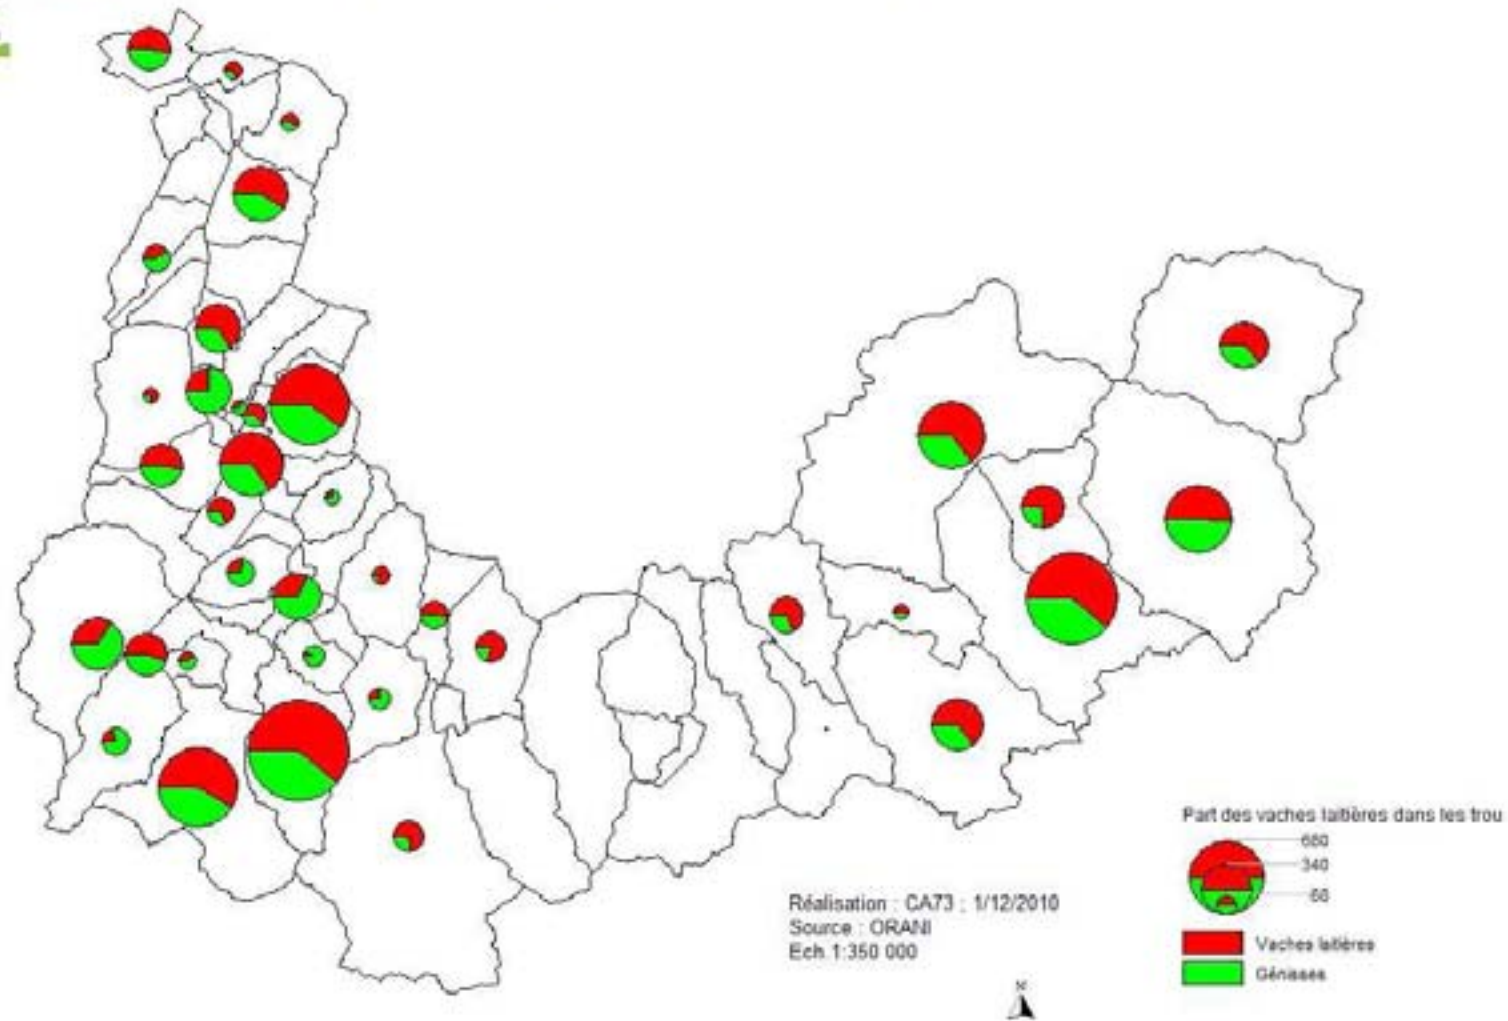 Part des vaches laitières dans les trou
680
340
68
Vaches laitières
Génisses
Réalisation : CA73 ; 1/12/2010
Source : ORANI
Ech 1:350 000
N